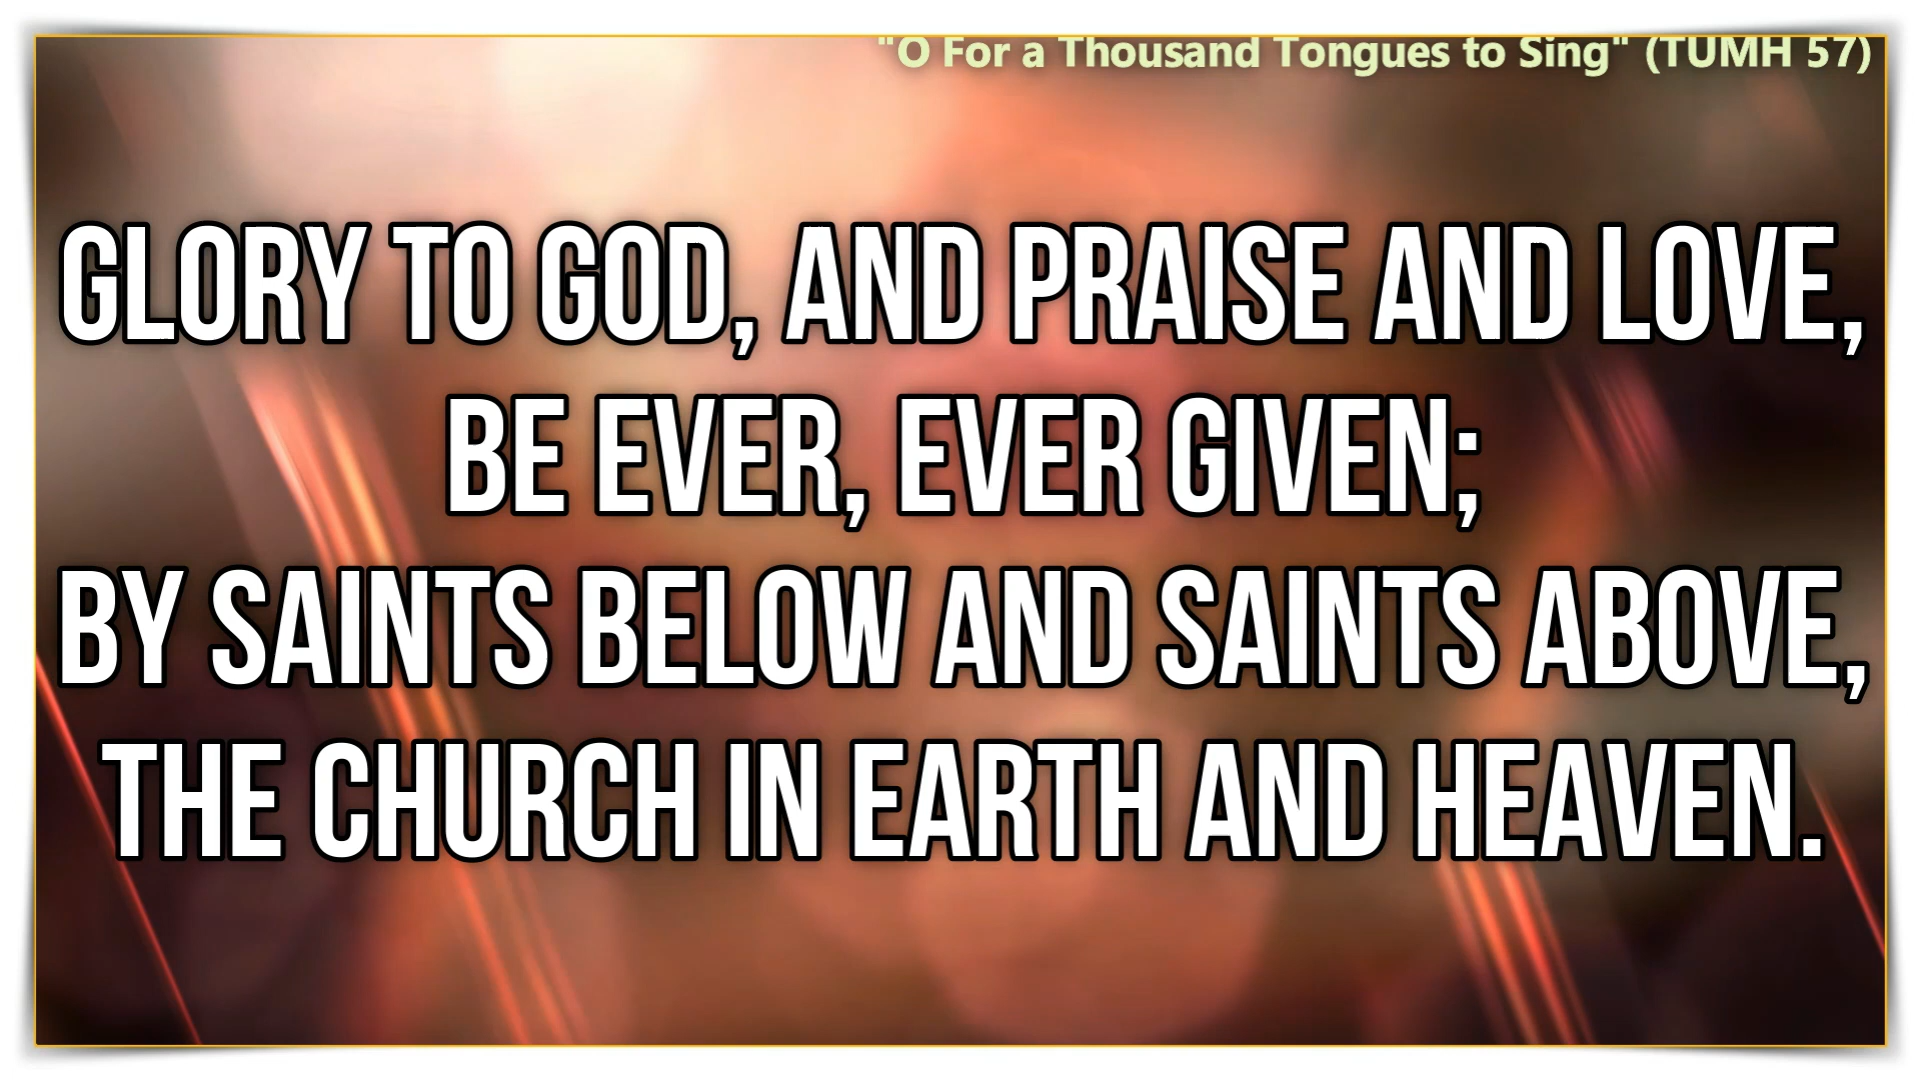 "O For a Thousand Tongues to Sing" (TUMH 57)
GLORY TO GOD, AND PRAISE AND LOVE,
BE EVER, EVER GIVEN;
BY SAINTS BELOW AND SAINTS ABOVE,
THE CHURCH IN EARTH AND HEAVEN.